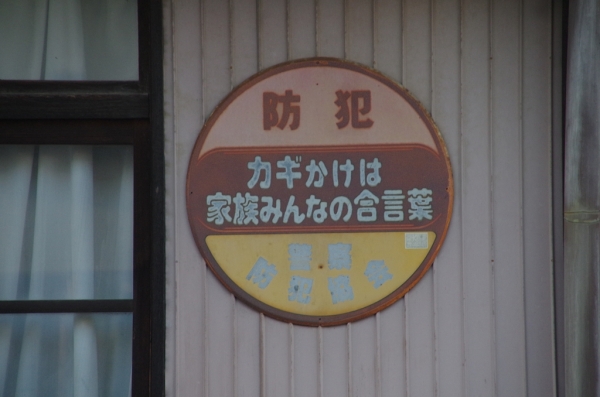 防犯
カギかけは
家族みんなの合言葉